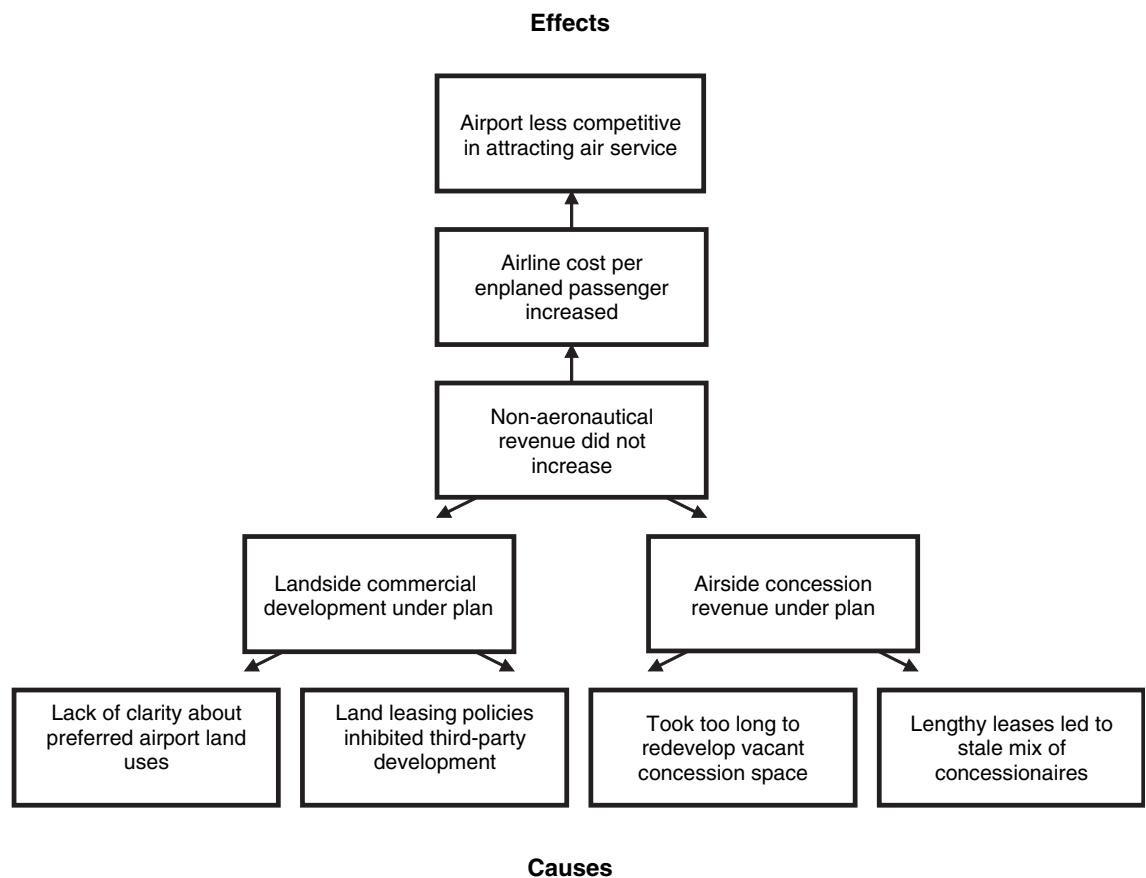 Effects
Airport less competitive
in attracting air service
Airline cost per
enplaned passenger
increased
Non-aeronautical
revenue did not
increase
Landside commercial
development under plan
Airside concession
revenue under plan
Lack of clarity about
preferred airport land
uses
Land leasing policies
inhibited third-party
development
Took too long to
redevelop vacant
concession space
Lengthy leases led to
stale mix of
concessionaires
Causes